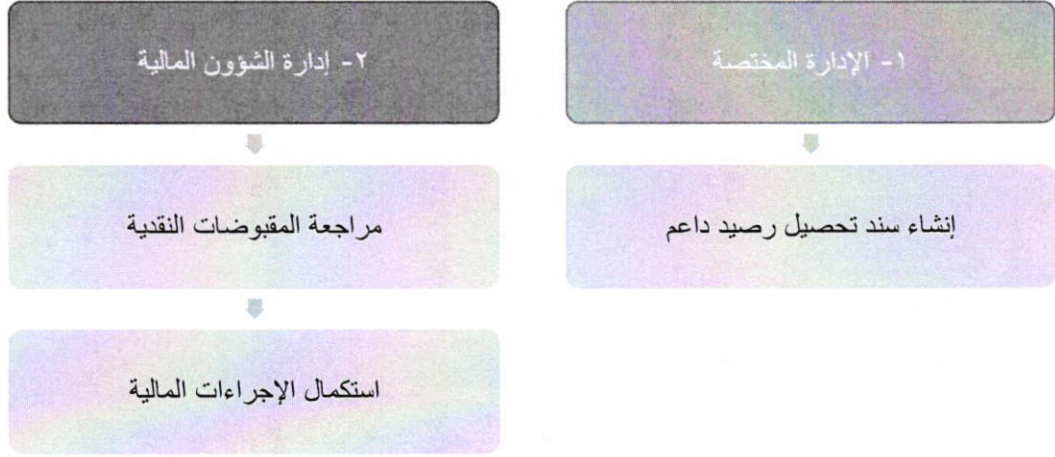 ١- الإدارة المختصة
إنشاء سند تحصيل رصيد داعم
٢- إدارة الشؤون المالية
مراجعة المقبوضات النقدية
استكمال الإجراءات المالية